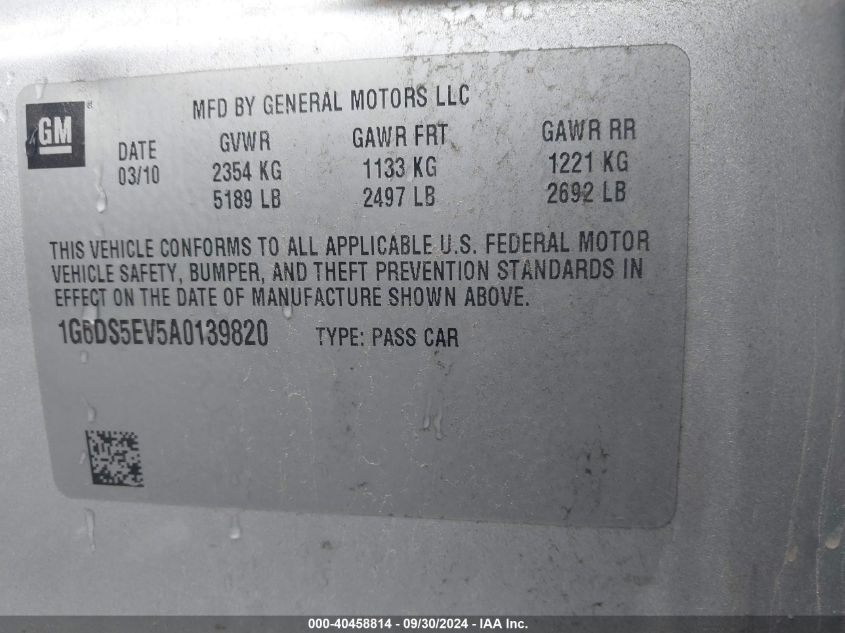 MFD BY GENERAL MOTORS LLC
GM ®
DATE GVWR GAWR FRT GAWR RR
03/10 2354 KG 1133 KG 1221 KG
5189 LB 2497 LB 2692 LB
THIS VEHICLE CONFORMS TO ALL APPLICABLE U.S. FEDERAL MOTOR
VEHICLE SAFETY, BUMPER, AND THEFT PREVENTION STANDARDS IN
EFFECT ON THE DATE OF MANUFACTURE SHOWN ABOVE.
1G6DS5EV5A0139820 TYPE: PASS CAR
000-40458814 - 09/30/2024 - IAA Inc.